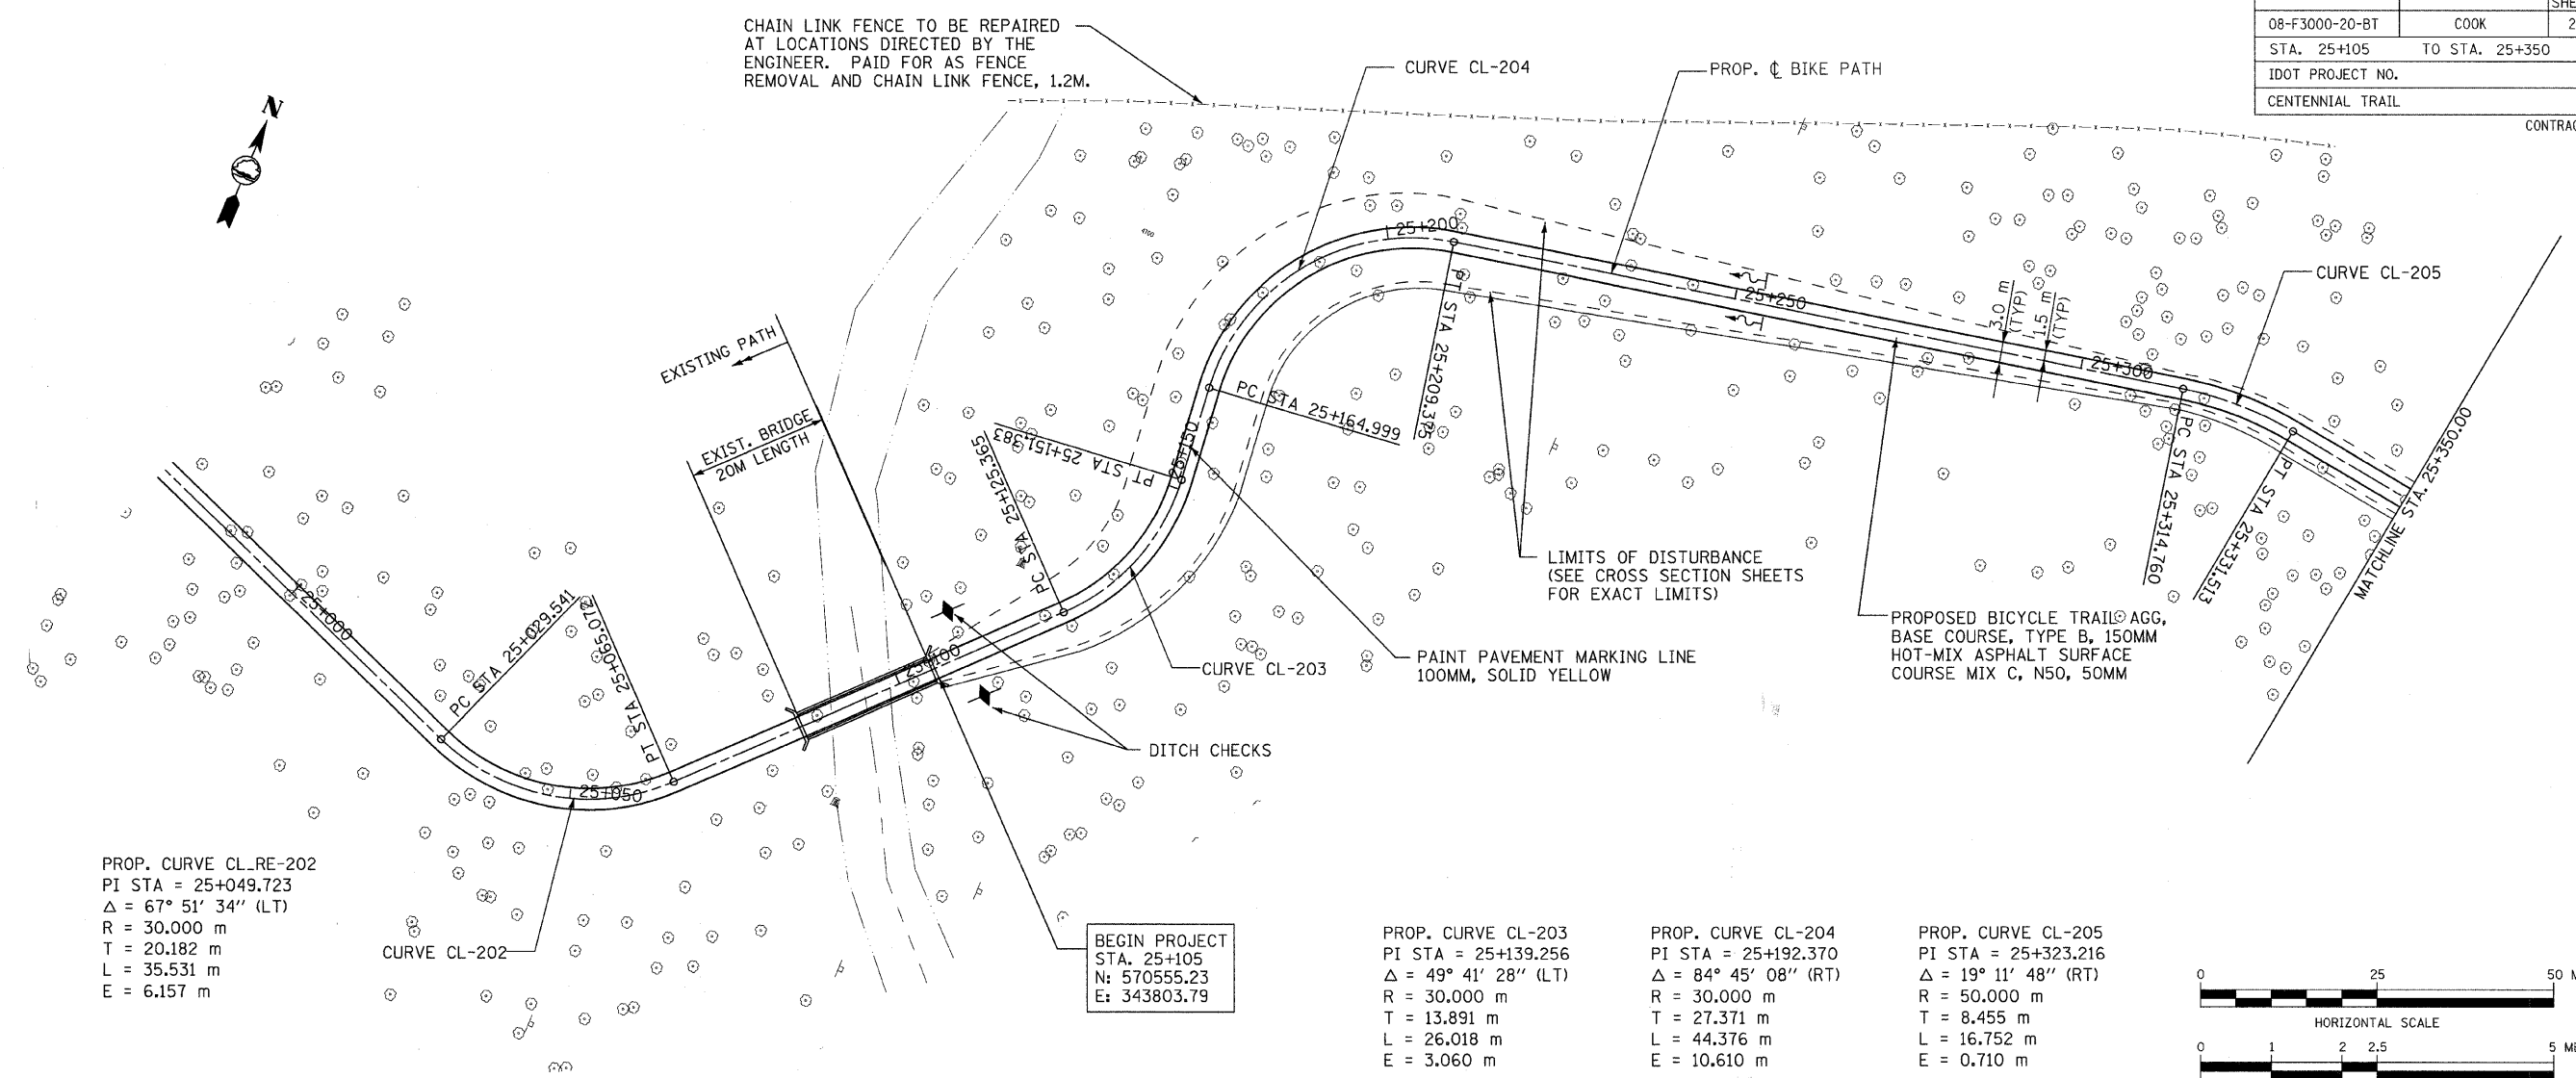 CHAIN LINK FENCE TO BE REPAIRED
AT LOCATIONS DIRECTED BY THE
ENGINEER. PAID FOR AS FENCE
REMOVAL AND CHAIN LINK FENCE, 1.2M.
08-F3000-20-BT COOK 2
STA. 25+105 TO STA. 25+350
IDOT PROJECT NO.
CENTENNIAL TRAIL
N
CURVE CL-204
PROP. ℄ BIKE PATH
CURVE CL-205
25+200
25+250
25+300
3.0 m
(TYP)
1.5 m
(TYP)
EXISTING PATH
EXIST. BRIDGE
20M LENGTH
PT STA 25+151.383
PC STA 25+125.365
25+150
PC STA 25+164.999
PT STA 25+209.375
PC STA 25+314.760
PT STA 25+331.513
MATCHLINE STA. 25+350.00
25+000
PC STA 25+029.541
PT STA 25+065.072
25+050
25+100
LIMITS OF DISTURBANCE
(SEE CROSS SECTION SHEETS
FOR EXACT LIMITS)
PROPOSED BICYCLE TRAIL AGG,
BASE COURSE, TYPE B, 150MM
HOT-MIX ASPHALT SURFACE
COURSE MIX C, N50, 50MM
PAINT PAVEMENT MARKING LINE
100MM, SOLID YELLOW
CURVE CL-203
DITCH CHECKS
CURVE CL-202
PROP. CURVE CL_RE-202
PI STA = 25+049.723
Δ = 67° 51' 34" (LT)
R = 30.000 m
T = 20.182 m
L = 35.531 m
E = 6.157 m
BEGIN PROJECT
STA. 25+105
N: 570555.23
E: 343803.79
PROP. CURVE CL-203
PI STA = 25+139.256
Δ = 49° 41' 28" (LT)
R = 30.000 m
T = 13.891 m
L = 26.018 m
E = 3.060 m
PROP. CURVE CL-204
PI STA = 25+192.370
Δ = 84° 45' 08" (RT)
R = 30.000 m
T = 27.371 m
L = 44.376 m
E = 10.610 m
PROP. CURVE CL-205
PI STA = 25+323.216
Δ = 19° 11' 48" (RT)
R = 50.000 m
T = 8.455 m
L = 16.752 m
E = 0.710 m
0 25 50
HORIZONTAL SCALE
0 1 2 2.5 5